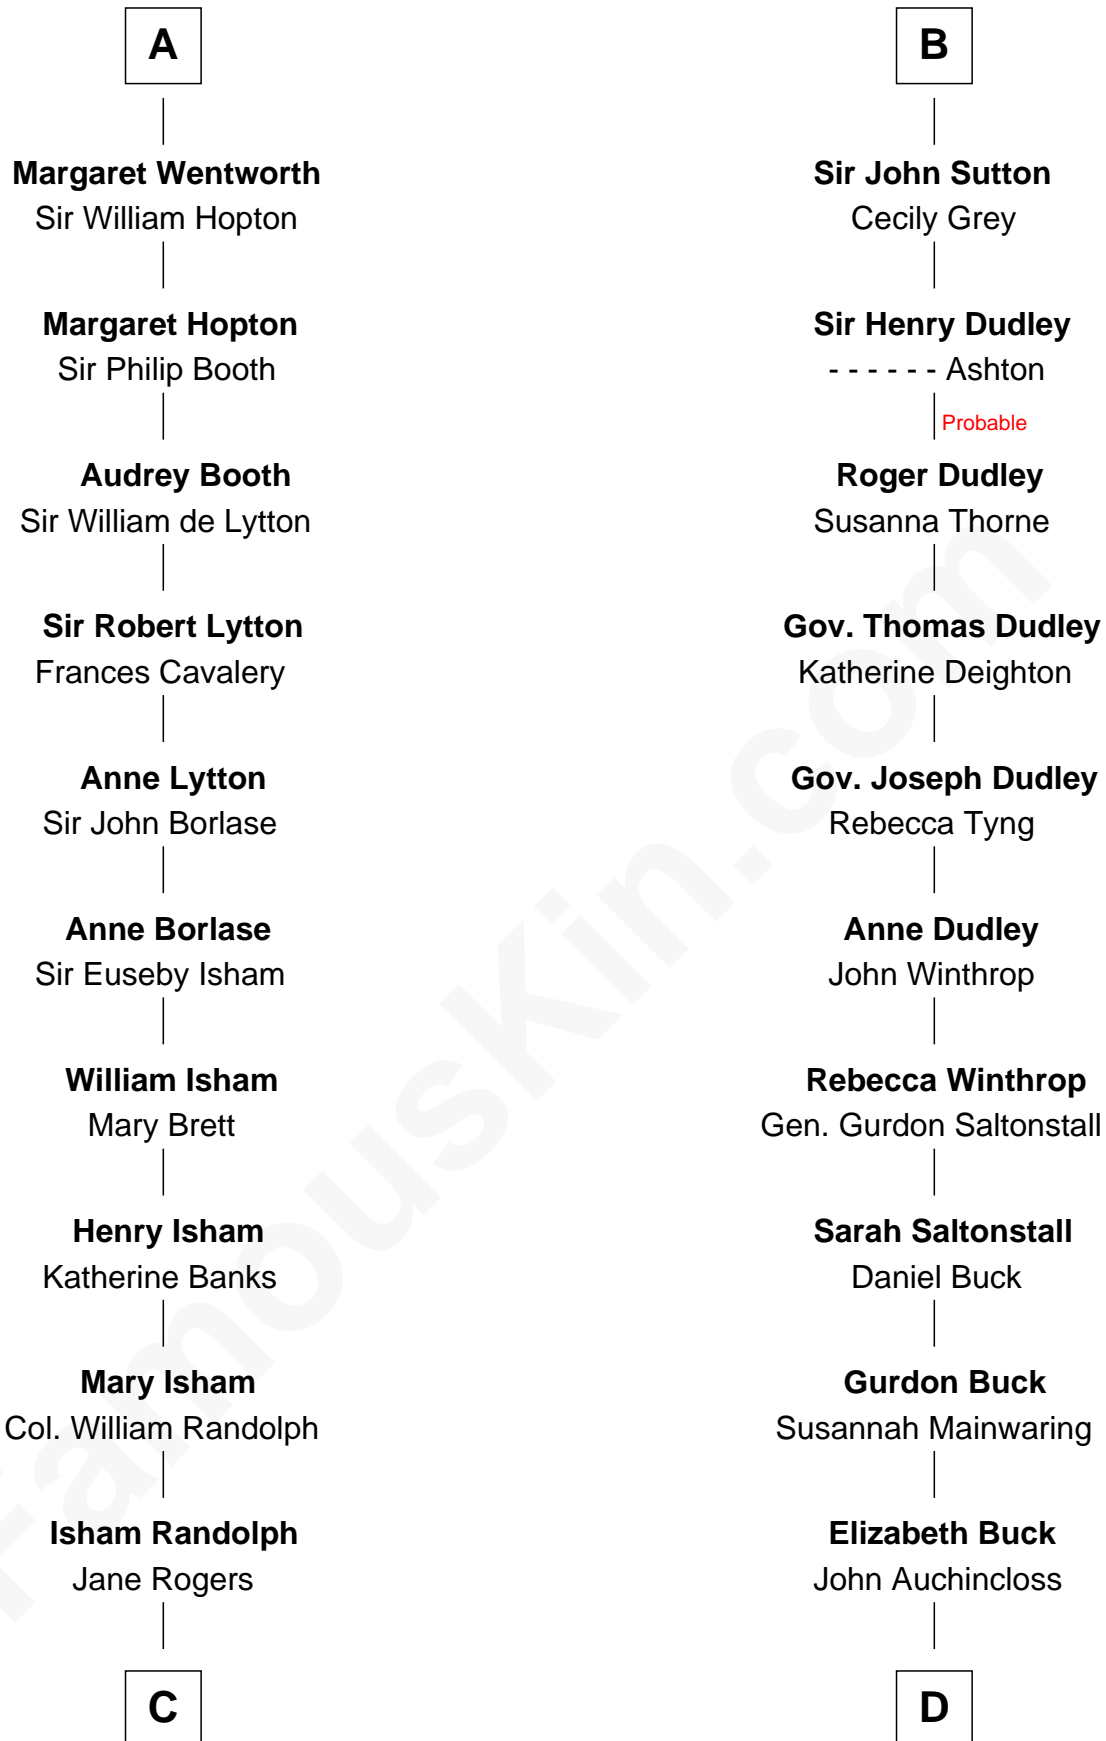 A
Margaret Wentworth
Sir William Hopton
Margaret Hopton
Sir Philip Booth
Audrey Booth
Sir William de Lytton
Sir Robert Lytton
Frances Cavalery
Anne Lytton
Sir John Borlase
Anne Borlase
Sir Euseby Isham
William Isham
Mary Brett
Henry Isham
Katherine Banks
Mary Isham
Col. William Randolph
Isham Randolph
Jane Rogers
C
B
Sir John Sutton
Cecily Grey
Sir Henry Dudley
- - - - - - Ashton
Probable
Roger Dudley
Susanna Thorne
Gov. Thomas Dudley
Katherine Deighton
Gov. Joseph Dudley
Rebecca Tyng
Anne Dudley
John Winthrop
Rebecca Winthrop
Gen. Gurdon Saltonstall
Sarah Saltonstall
Daniel Buck
Gurdon Buck
Susannah Mainwaring
Elizabeth Buck
John Auchincloss
D
FamousKin.com